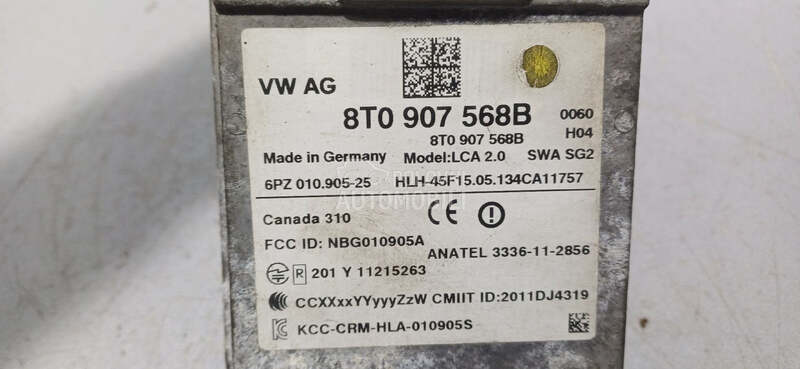 VW AG
8T0 907 568B 0060
8T0 907 568B H04
Made in Germany Model:LCA 2.0 SWA SG2
6PZ 010.905-25 HLH-45F15.05.134CA11757
AUTOMOBILI
Canada 310 CE
FCC ID: NBG010905A
ANATEL 3336-11-2856
R 201 Y 11215263
CCXXxxYYyyyZzW CMIIT ID:2011DJ4319
KCC-CRM-HLA-010905S